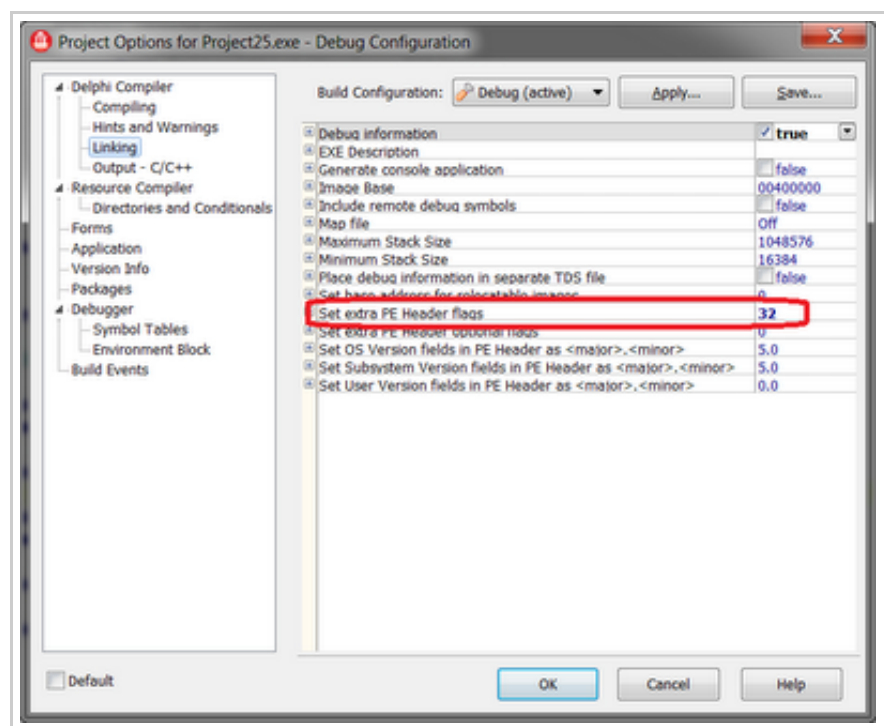 Project Options for Project25.exe - Debug Configuration
X
Delphi Compiler
Compiling
Hints and Warnings
Linking
Output - C/C++
Resource Compiler
Directories and Conditionals
Forms
Application
Version Info
Packages
Debugger
Symbol Tables
Environment Block
Build Events
Build Configuration: Debug (active) Apply... Save...
Debug information true
EXE Description
Generate console application false
Image Base 00400000
Include remote debug symbols false
Map file Off
Maximum Stack Size 1048576
Minimum Stack Size 16384
Place debug information in separate TDS file false
Set base address for relocatable images 0
Set extra PE Header flags 32
Set extra PE Header optional flags 0
Set OS Version fields in PE Header as <major>.<minor> 5.0
Set Subsystem Version fields in PE Header as <major>.<minor> 5.0
Set User Version fields in PE Header as <major>.<minor> 0.0
Default
OK Cancel Help